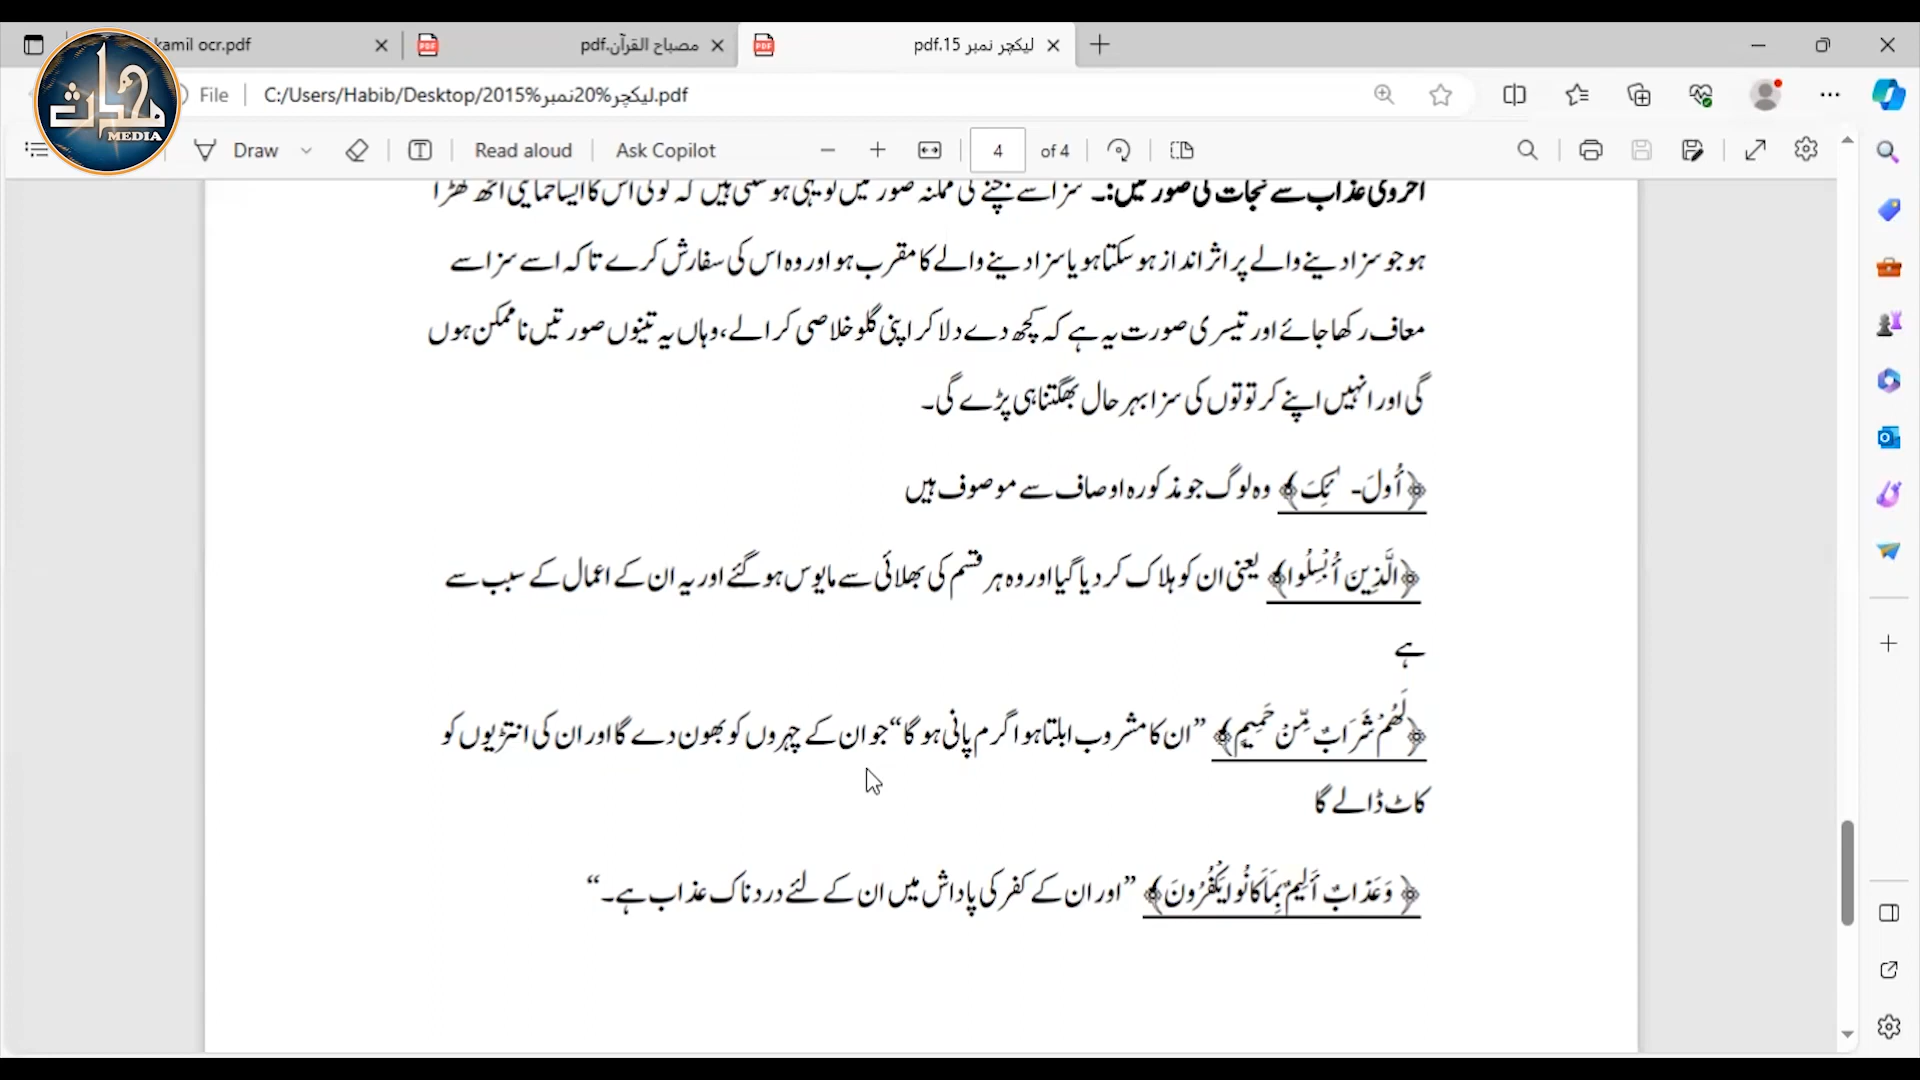 kamil ocr.pdf
مصباح القرآن.pdf
لیکچر نمبر 15.pdf
File
C:/Users/Habib/Desktop/2015%لیکچر%20نمبر.pdf
Draw
Read aloud
Ask Copilot
4
of 4
اخروی عذاب سے نجات کی صورتیں:۔ سزا سے بچنے کی ممکنہ صورتیں تو یہی ہو سکتی ہیں کہ کوئی اس کا ایسا حمایتی اٹھ کھڑا
ہو جو سزا دینے والے پر اثر انداز ہو سکتا ہو یا سزا دینے والے کا مقرب ہو اور وہ اس کی سفارش کرے تاکہ اسے سزا سے
معاف رکھا جائے اور تیسری صورت یہ ہے کہ کچھ دے دلا کر اپنی گلو خلاصی کرالے، وہاں یہ تینوں صورتیں ناممکن ہوں
گی اور انہیں اپنے کرتوتوں کی سزا بہر حال بھگتنا ہی پڑے گی۔
﴿أُولَـٰئِكَ﴾ وہ لوگ جو مذکورہ اوصاف سے موصوف ہیں
﴿الَّذِينَ أُبْسِلُوا﴾ یعنی ان کو ہلاک کر دیا گیا اور وہ ہر قسم کی بھلائی سے مایوس ہو گئے اور یہ ان کے اعمال کے سبب سے
ہے
﴿لَهُمْ شَرَابٌ مِّنْ حَمِيمٍ﴾ ”ان کا مشروب ابلتا ہوا گرم پانی ہو گا“ جو ان کے چہروں کو بھون دے گا اور ان کی انتڑیوں کو
کاٹ ڈالے گا
﴿وَعَذَابٌ أَلِيمٌ بِمَا كَانُوا يَكْفُرُونَ﴾ ”اور ان کے کفر کی پاداش میں ان کے لئے دردناک عذاب ہے۔“
MEDIA